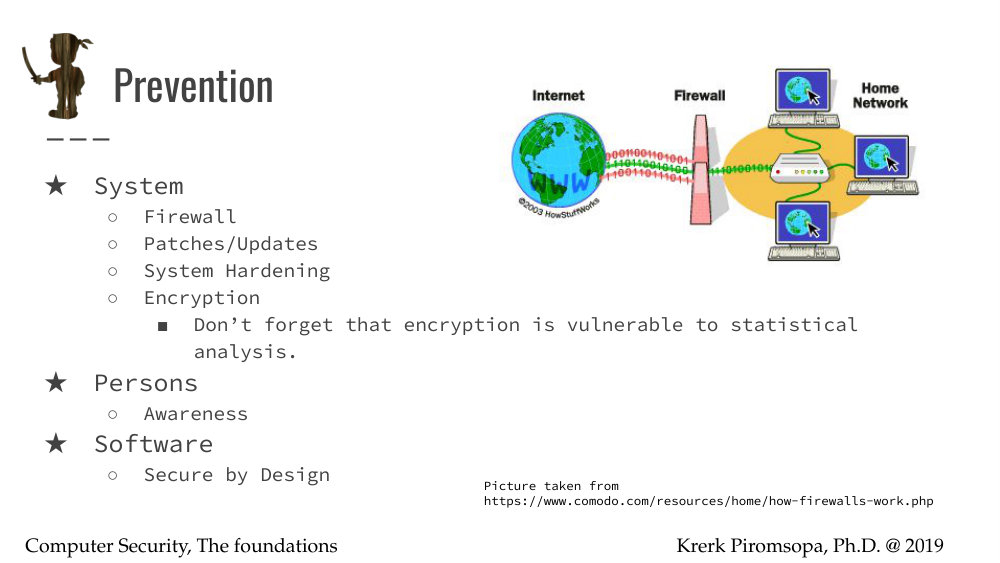 Prevention
★ System
○ Firewall
○ Patches/Updates
○ System Hardening
○ Encryption
■ Don’t forget that encryption is vulnerable to statistical
analysis.
★ Persons
○ Awareness
★ Software
○ Secure by Design
Internet
Firewall
Home
Network
WWW
©2003 HowStuffWorks
Picture taken from
https://www.comodo.com/resources/home/how-firewalls-work.php
Computer Security, The foundations
Krerk Piromsopa, Ph.D. @ 2019